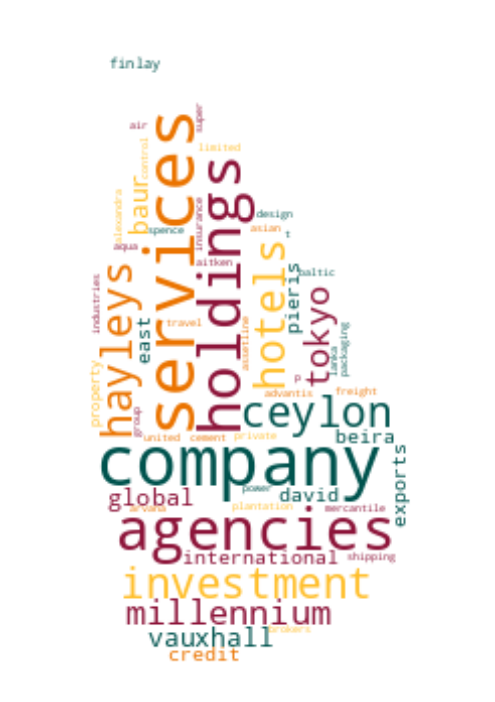 finlay
super
air
services
limited
control
holdings
baur
alexandra
insurance
design
spence
asian
t
aqua
hotels
aitken
hayleys
pieris
baltic
industries
tokyo
east
travel
assetline
lanka
packaging
property
p
advantis
freight
group
ceylon
united
cement
private
beira
company
exports
power
david
global
arvana
plantation
mercantile
agencies
international
shipping
investment
millennium
vauxhall
brokers
credit